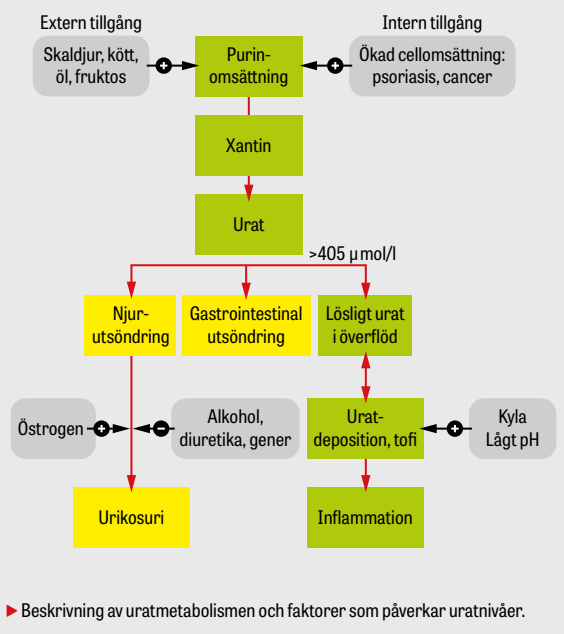 Extern tillgång
Intern tillgång
Skaldjur, kött,
öl, fruktos
+
Purin-
omsättning
+
Ökad cellomsättning:
psoriasis, cancer
Xantin
Urat
>405 µmol/l
Njur-
utsöndring
Gastrointestinal
utsöndring
Lösligt urat
i överflöd
Östrogen
+
–
Alkohol,
diuretika, gener
Urat-
deposition, tofi
+
Kyla
Lågt pH
Urikosuri
Inflammation
Beskrivning av uratmetabolismen och faktorer som påverkar uratnivåer.